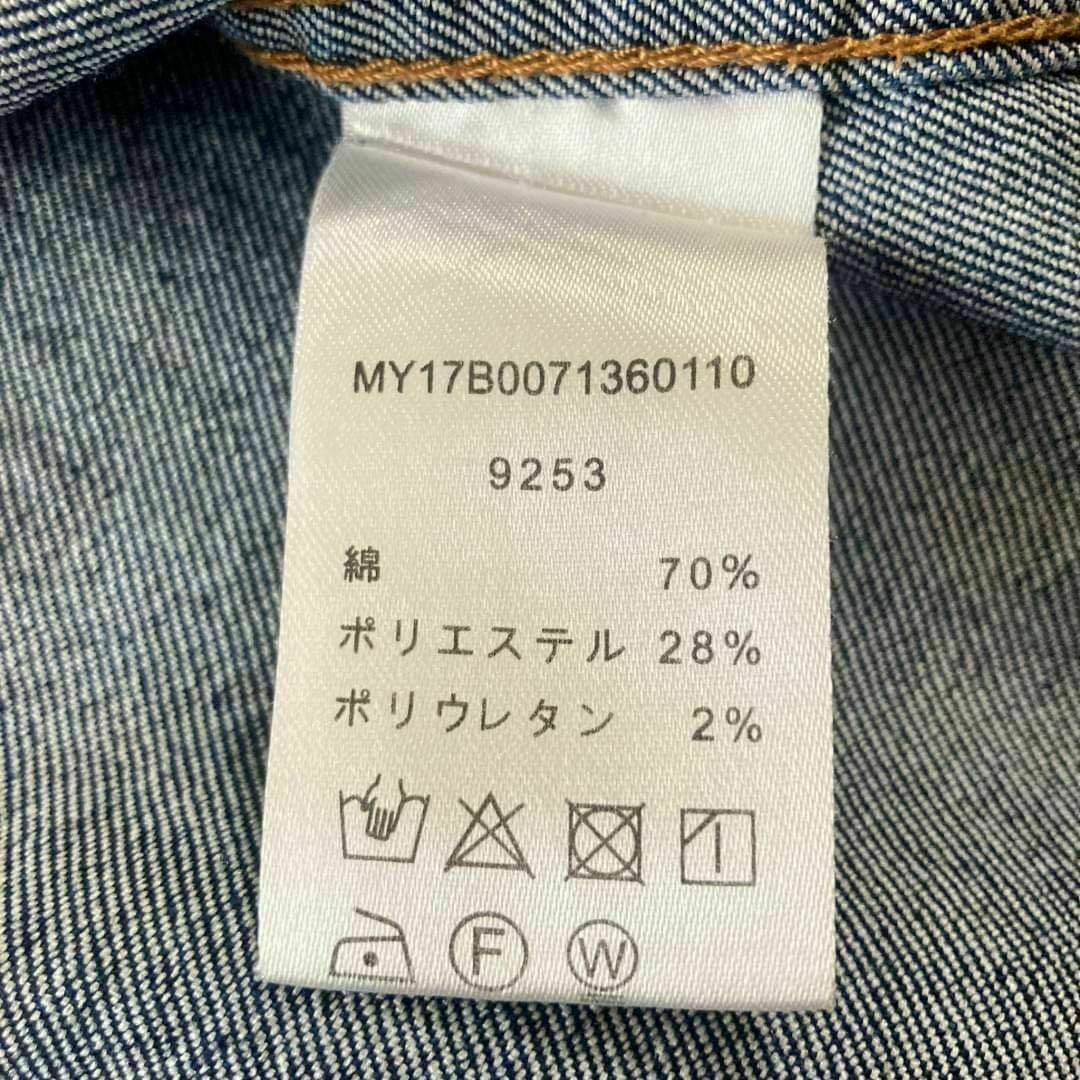 MY17B0071360110
9253
綿 70%
ポリエステル 28%
ポリウレタン 2%
F W